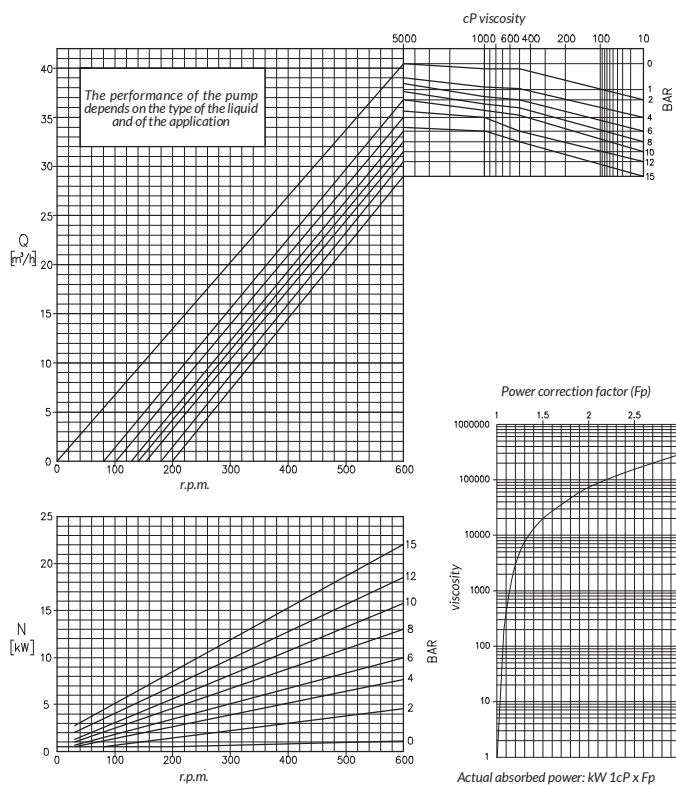 cP viscosity
5000 1000 600 400 200 100 10
40
35
30
25
20
15
10
5
0
Q
[m³/h]
The performance of the pump
depends on the type of the liquid
and of the application
0
1
2
4
6
8
10
12
15
BAR
0 100 200 300 400 500 600
r.p.m.
Power correction factor (Fp)
1 1.5 2 2.5
1000000
100000
10000
1000
100
10
1
viscosity
Actual absorbed power: kW 1cP x Fp
25
20
15
10
5
0
N
[kW]
15
12
10
8
6
4
2
0
BAR
0 100 200 300 400 500 600
r.p.m.